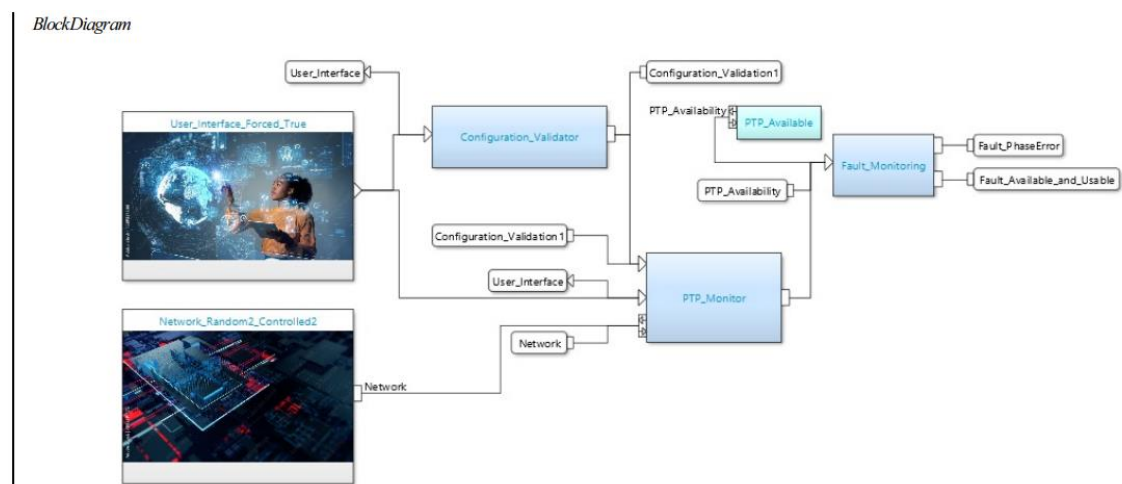 BlockDiagram
User_Interface
Configuration_Validation1
User_Interface_Forced_True
Configuration_Validator
PTP_Availability
PTP_Available
Fault_PhaseError
Fault_Monitoring
Fault_Available_and_Usable
PTP_Availability
Configuration_Validation1
User_Interface
PTP_Monitor
Network_Random2_Controlled2
Network
Network